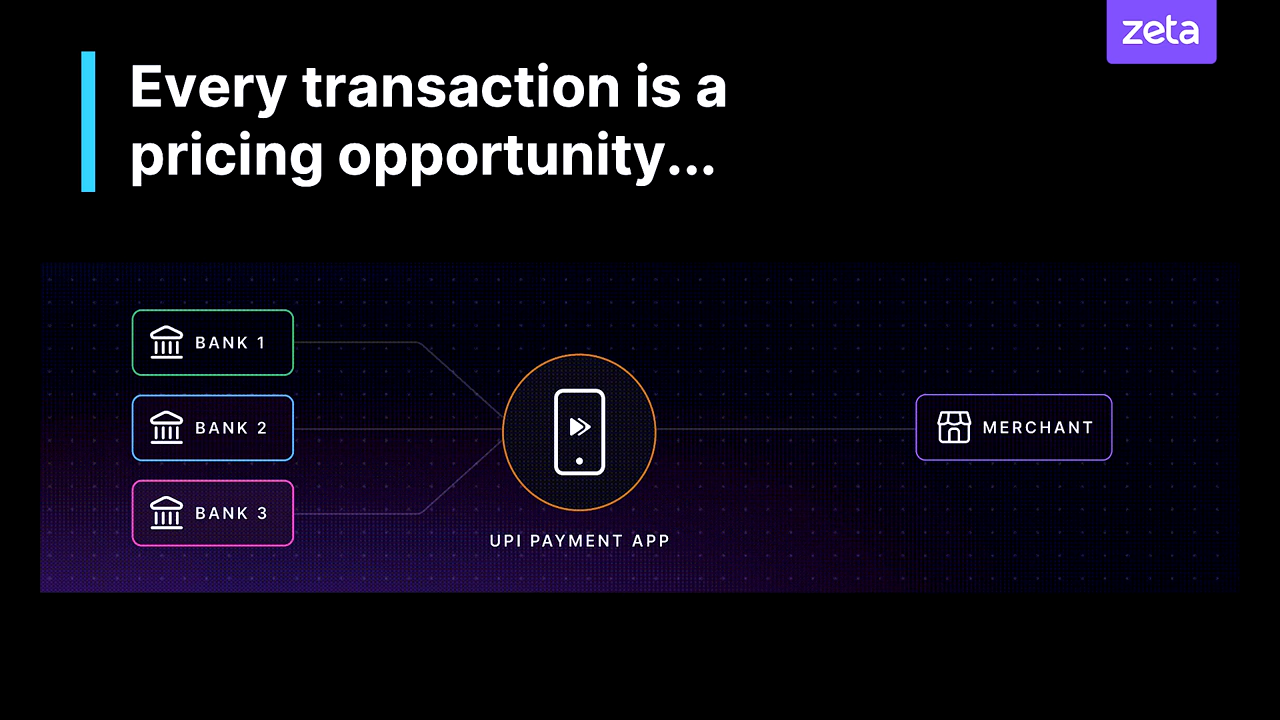 zeta
Every transaction is a
pricing opportunity...
BANK 1
BANK 2
BANK 3
UPI PAYMENT APP
MERCHANT